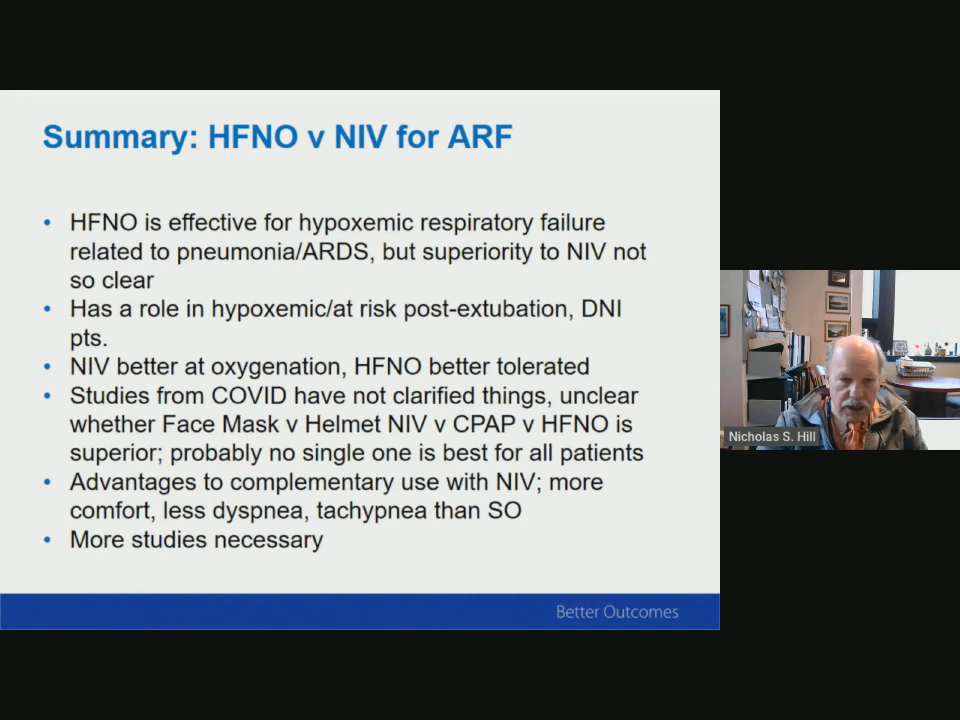 Summary: HFNO v NIV for ARF
• HFNO is effective for hypoxemic respiratory failure
related to pneumonia/ARDS, but superiority to NIV not
so clear
• Has a role in hypoxemic/at risk post-extubation, DNI
pts.
• NIV better at oxygenation, HFNO better tolerated
• Studies from COVID have not clarified things, unclear
whether Face Mask v Helmet NIV v CPAP v HFNO is
superior; probably no single one is best for all patients
• Advantages to complementary use with NIV; more
comfort, less dyspnea, tachypnea than SO
• More studies necessary
Better Outcomes
Nicholas S. Hill